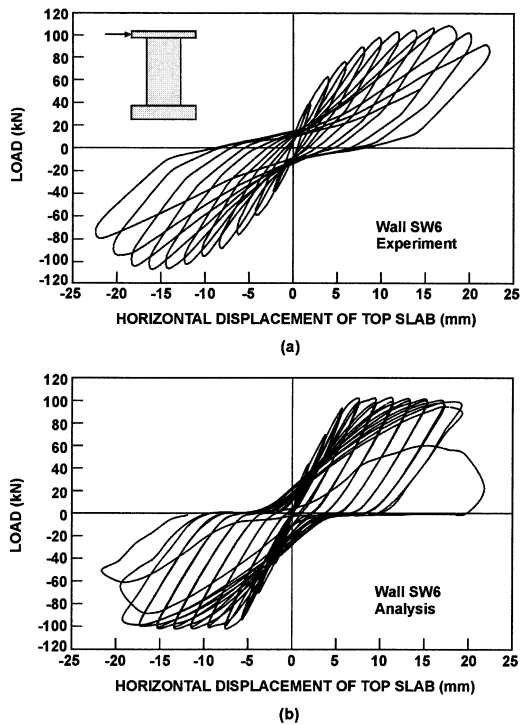 120
100
80
60
40
20
0
-20
-40
-60
-80
-100
-120
LOAD (kN)
Wall SW6
Experiment
-25 -20 -15 -10 -5 0 5 10 15 20 25
HORIZONTAL DISPLACEMENT OF TOP SLAB (mm)
(a)
120
100
80
60
40
20
0
-20
-40
-60
-80
-100
-120
LOAD (kN)
Wall SW6
Analysis
-25 -20 -15 -10 -5 0 5 10 15 20 25
HORIZONTAL DISPLACEMENT OF TOP SLAB (mm)
(b)